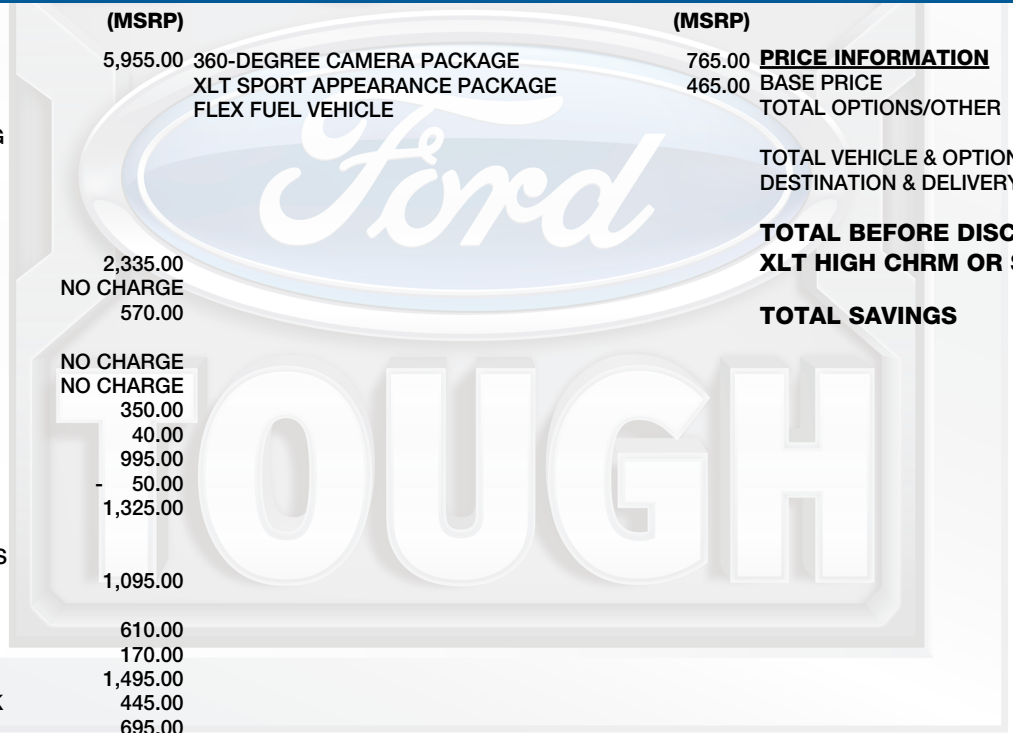 (MSRP)
5,955.00
G
2,335.00
NO CHARGE
570.00
NO CHARGE
NO CHARGE
350.00
40.00
995.00
- 50.00
1,325.00
S
1,095.00
610.00
170.00
1,495.00
K 445.00
695.00
(MSRP)
360-DEGREE CAMERA PACKAGE 765.00
XLT SPORT APPEARANCE PACKAGE 465.00
FLEX FUEL VEHICLE
PRICE INFORMATION
BASE PRICE
TOTAL OPTIONS/OTHER
TOTAL VEHICLE & OPTION
DESTINATION & DELIVERY
TOTAL BEFORE DISC
XLT HIGH CHRM OR S
TOTAL SAVINGS
Ford
TOUGH